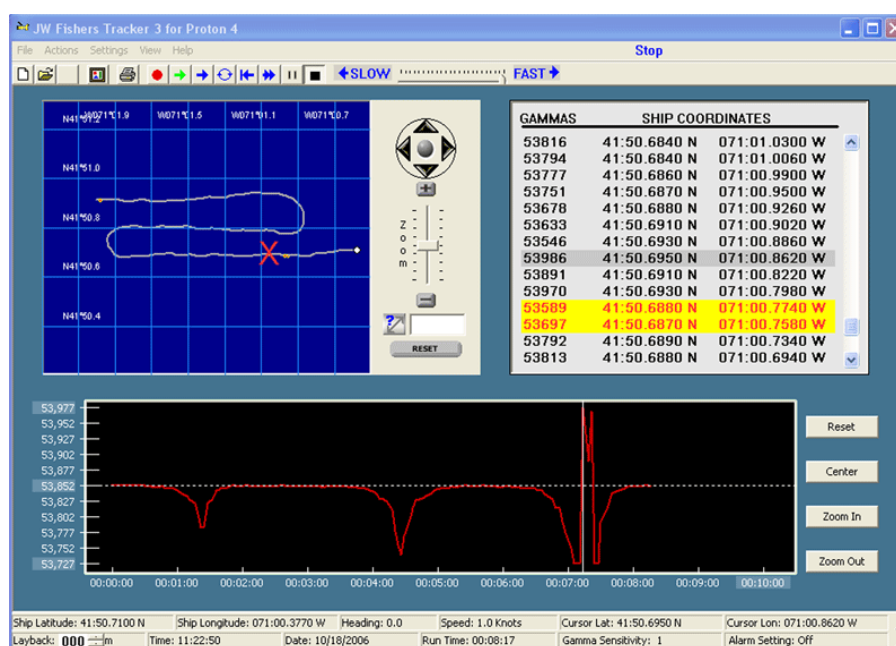 JW Fishers Tracker 3 for Proton 4
File Actions Settings View Help Stop
SLOW FAST
W071°01.9 W071°01.5 W071°01.1 W071°00.7
N41°51.2
N41°51.0
N41°50.8
N41°50.6
N41°50.4
Zoom
?
RESET
GAMMAS SHIP COORDINATES
53816 41:50.6840 N 071:01.0300 W
53794 41:50.6840 N 071:01.0060 W
53777 41:50.6860 N 071:00.9900 W
53751 41:50.6870 N 071:00.9500 W
53678 41:50.6880 N 071:00.9260 W
53633 41:50.6910 N 071:00.9020 W
53546 41:50.6930 N 071:00.8860 W
53986 41:50.6950 N 071:00.8620 W
53891 41:50.6910 N 071:00.8220 W
53970 41:50.6930 N 071:00.7980 W
53589 41:50.6880 N 071:00.7740 W
53697 41:50.6870 N 071:00.7580 W
53792 41:50.6890 N 071:00.7340 W
53813 41:50.6880 N 071:00.6940 W
53,977
53,952
53,927
53,902
53,877
53,852
53,827
53,802
53,777
53,752
53,727
00:00:00 00:01:00 00:02:00 00:03:00 00:04:00 00:05:00 00:06:00 00:07:00 00:08:00 00:09:00 00:10:00
Reset
Center
Zoom In
Zoom Out
Ship Latitude: 41:50.7100 N Ship Longitude: 071:00.3770 W Heading: 0.0 Speed: 1.0 Knots Cursor Lat: 41:50.6950 N Cursor Lon: 071:00.8620 W
Layback: 000 m Time: 11:22:50 Date: 10/18/2006 Run Time: 00:08:17 Gamma Sensitivity: 1 Alarm Setting: Off